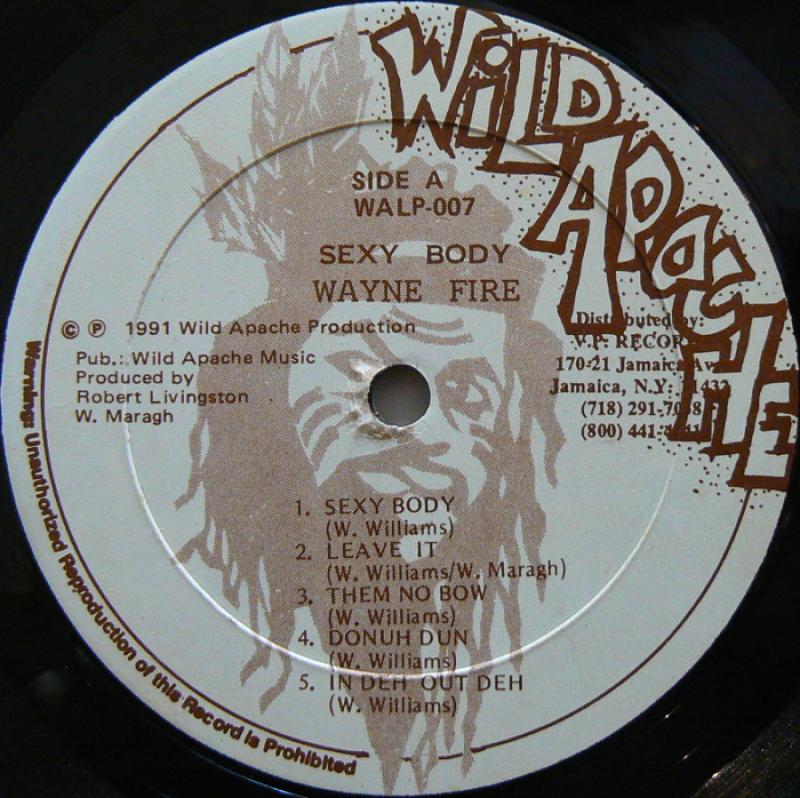 WILD APACHE
SIDE A
WALP-007
SEXY BODY
WAYNE FIRE
© ℗ 1991 Wild Apache Production
Pub.: Wild Apache Music
Produced by
Robert Livingston
W. Maragh
Distributed by:
V.P. RECOR
170-21 Jamaica Av
Jamaica, N.Y.
(718) 291-
(800) 441-
1. SEXY BODY
(W. Williams)
2. LEAVE IT
(W. Williams/W. Maragh)
3. THEM NO BOW
(W. Williams)
4. DONUH DUN
(W. Williams)
5. IN DEH OUT DEH
(W. Williams)
Warning: Unauthorized Reproduction of this Record is Prohibited